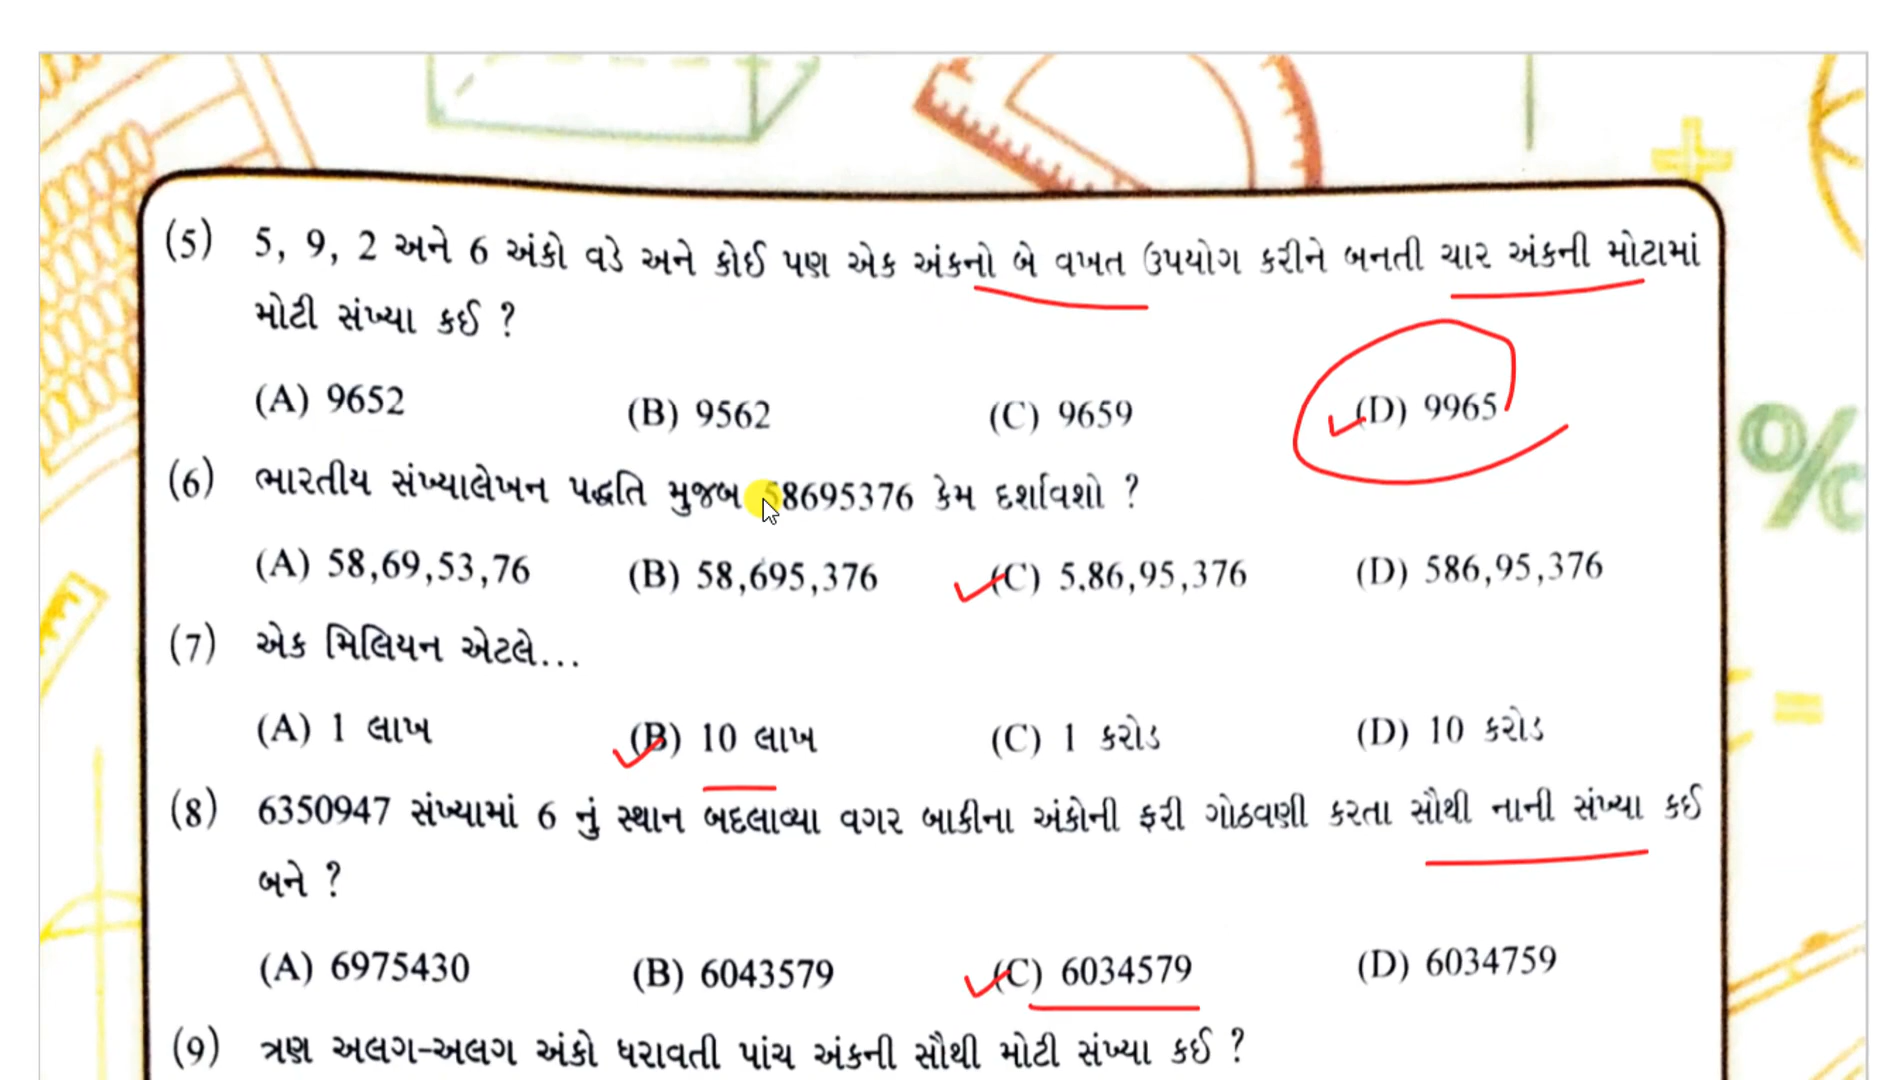 (5) 5, 9, 2 અને 6 અંકો વડે અને કોઈ પણ એક અંકનો બે વખત ઉપયોગ કરીને બનતી ચાર અંકની મોટામાં
મોટી સંખ્યા કઈ ?
(A) 9652 (B) 9562 (C) 9659 (D) 9965
(6) ભારતીય સંખ્યાલેખન પદ્ધતિ મુજબ 58695376 કેમ દર્શાવશો ?
(A) 58,69,53,76 (B) 58,695,376 (C) 5.86,95,376 (D) 586,95,376
(7) એક મિલિયન એટલે...
(A) 1 લાખ (B) 10 લાખ (C) 1 કરોડ (D) 10 કરોડ
(8) 6350947 સંખ્યામાં 6 નું સ્થાન બદલાવ્યા વગર બાકીના અંકોની ફરી ગોઠવણી કરતા સૌથી નાની સંખ્યા કઈ
બને ?
(A) 6975430 (B) 6043579 (C) 6034579 (D) 6034759
(9) ત્રણ અલગ-અલગ અંકો ધરાવતી પાંચ અંકની સૌથી મોટી સંખ્યા કઈ ?